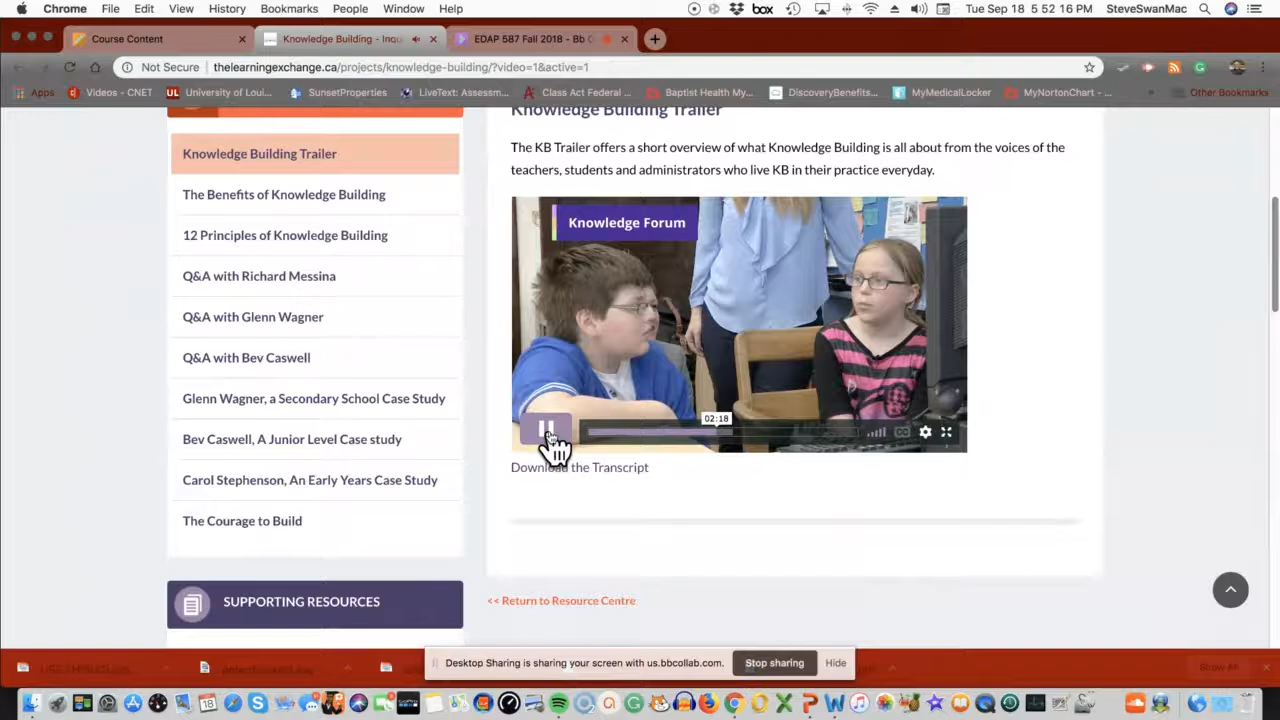 Chrome File Edit View History Bookmarks People Window Help
box
Tue Sep 18 5:52:16 PM SteveSwanMac
Course Content
Knowledge Building - Inqu
EDAP 587 Fall 2018 - Bb C
Not Secure thelearningexchange.ca/projects/knowledge-building/?video=1&active=1
Apps Videos - CNET University of Loui... SunsetProperties LiveText: Assessm... Class Act Federal ... Baptist Health My... DiscoveryBenefits... MyMedicalLocker MyNortonChart - ... Other Bookmarks
Knowledge Building Trailer
The Benefits of Knowledge Building
12 Principles of Knowledge Building
Q&A with Richard Messina
Q&A with Glenn Wagner
Q&A with Bev Caswell
Glenn Wagner, a Secondary School Case Study
Bev Caswell, A Junior Level Case study
Carol Stephenson, An Early Years Case Study
The Courage to Build
SUPPORTING RESOURCES
Knowledge Building Trailer
The KB Trailer offers a short overview of what Knowledge Building is all about from the voices of the
teachers, students and administrators who live KB in their practice everyday.
Knowledge Forum
02:18
CC
Download the Transcript
<< Return to Resource Centre
Desktop Sharing is sharing your screen with us.bbcollab.com. Stop sharing Hide
Show All